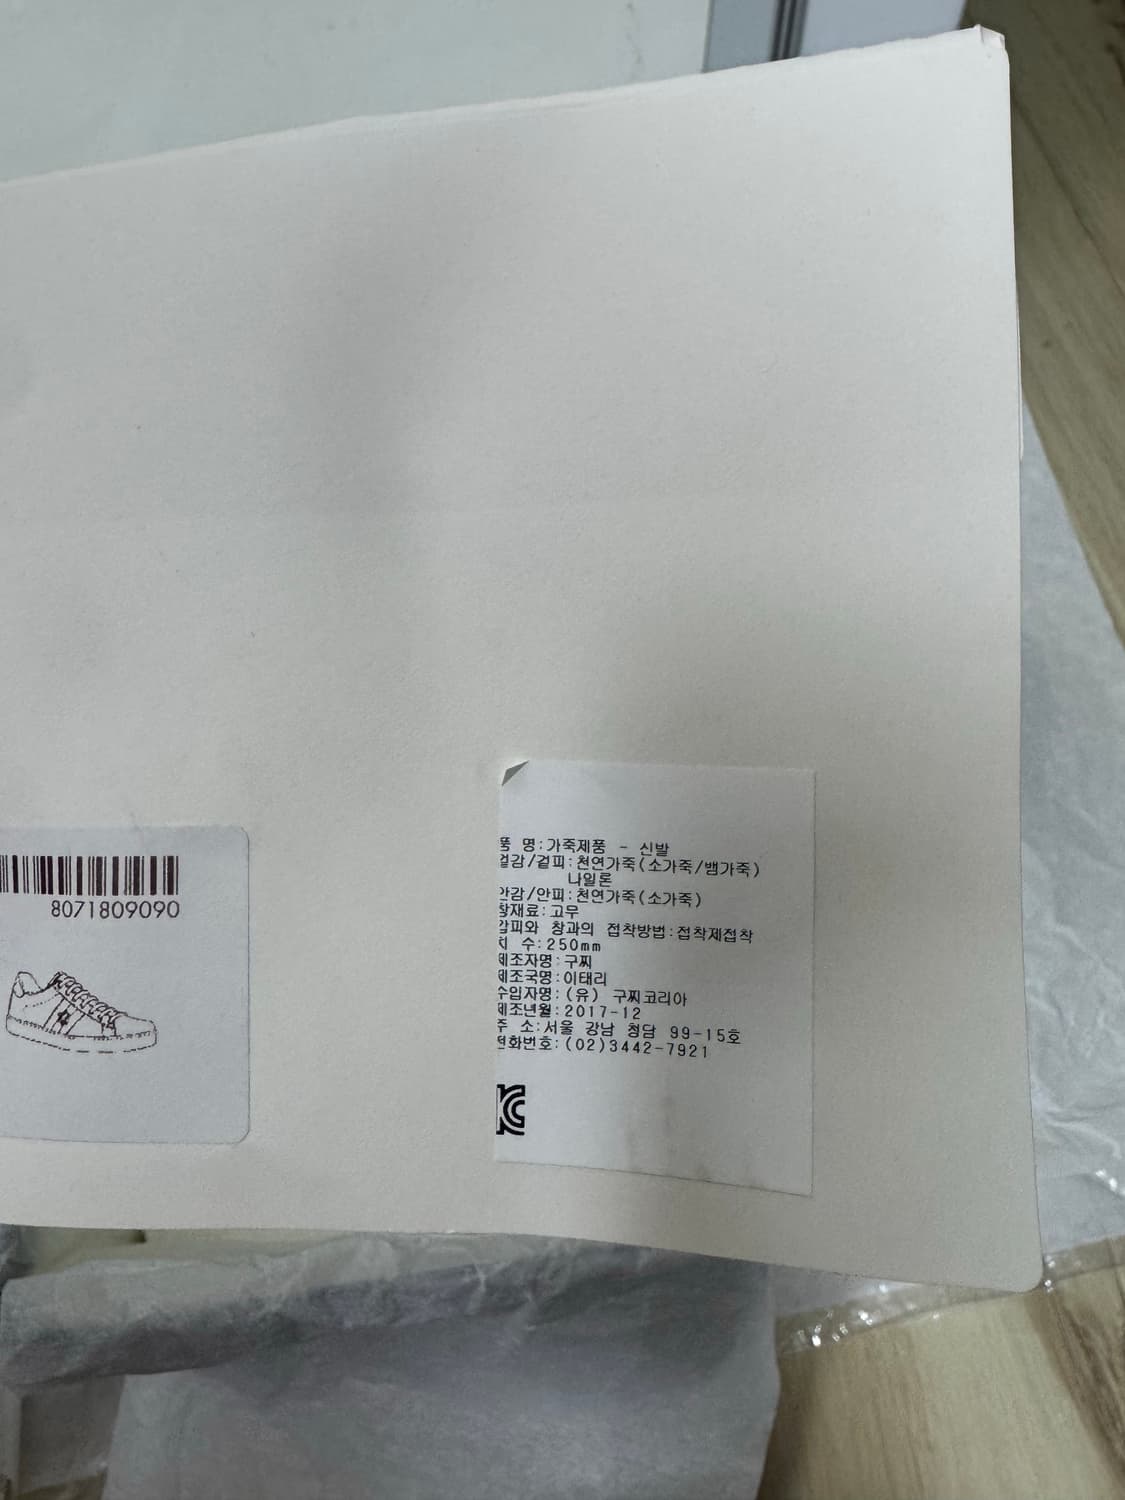 8071809090
품 명:가죽제품 - 신발
겉감/겉피:천연가죽(소가죽/뱀가죽)
나일론
안감/안피:천연가죽(소가죽)
창재료:고무
갑피와 창과의 접착방법:접착제접착
치 수:250mm
제조자명:구찌
제조국명:이태리
수입자명:(유) 구찌코리아
제조년월:2017-12
주 소:서울 강남 청담 99-15호
전화번호:(02)3442-7921
KC